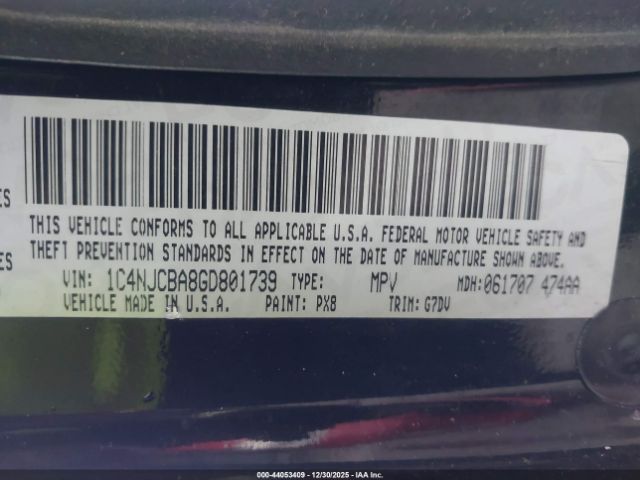 ES
THIS VEHICLE CONFORMS TO ALL APPLICABLE U.S.A. FEDERAL MOTOR VEHICLE SAFETY AND
THEFT PREVENTION STANDARDS IN EFFECT ON THE DATE OF MANUFACTURE SHOWN ABOVE.
ES
VIN: 1C4NJCBA8GD801739 TYPE: MPV MDH:061707 474AA
VEHICLE MADE IN U.S.A. PAINT: PX8 TRIM: G7DV
000-44053409 - 12/30/2025 - IAA Inc.